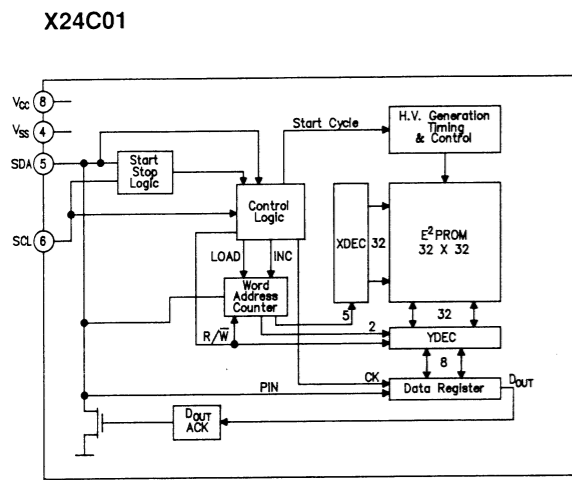 X24C01
VCC 8
VSS 4
SDA 5
SCL 6
Start
Stop
Logic
Control
Logic
Start Cycle
H.V. Generation
Timing
& Control
XDEC
32
E²PROM
32 X 32
LOAD
INC
Word
Address
Counter
R/W̅
5
2
32
YDEC
8
CK
PIN
Data Register
DOUT
DOUT
ACK